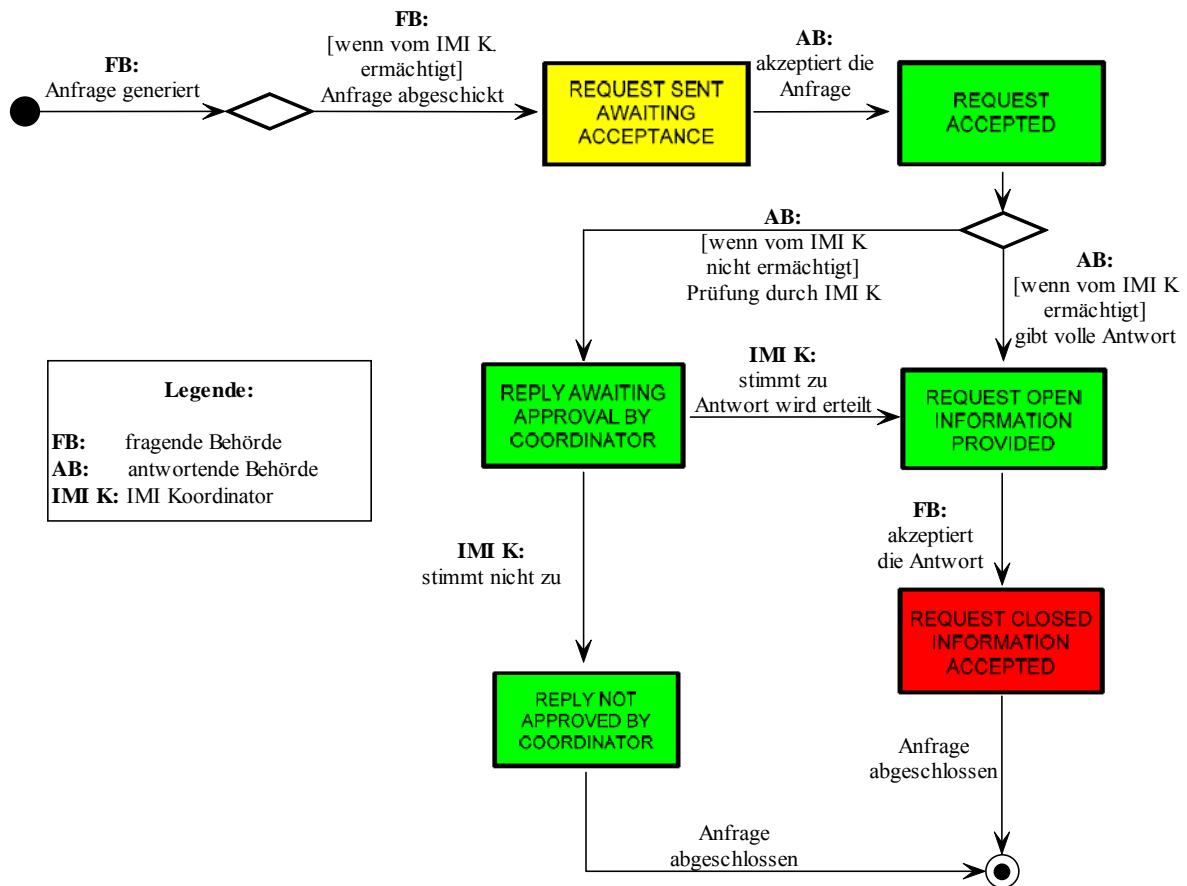 FB:
Anfrage generiert
FB:
[wenn vom IMI K.
ermächtigt]
Anfrage abgeschickt
REQUEST SENT
AWAITING
ACCEPTANCE
AB:
akzeptiert die
Anfrage
REQUEST
ACCEPTED
AB:
[wenn vom IMI K
nicht ermächtigt]
Prüfung durch IMI K
AB:
[wenn vom IMI K
ermächtigt]
gibt volle Antwort
Legende:
FB: fragende Behörde
AB: antwortende Behörde
IMI K: IMI Koordinator
REPLY AWAITING
APPROVAL BY
COORDINATOR
IMI K:
stimmt zu
Antwort wird erteilt
REQUEST OPEN
INFORMATION
PROVIDED
IMI K:
stimmt nicht zu
FB:
akzeptiert
die Antwort
REQUEST CLOSED
INFORMATION
ACCEPTED
REPLY NOT
APPROVED BY
COORDINATOR
Anfrage
abgeschlossen
Anfrage
abgeschlossen